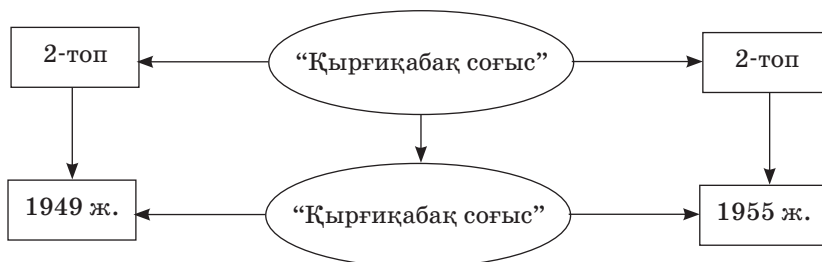 2-топ
“Қырғиқабақ соғыс”
2-топ
1949 ж.
“Қырғиқабақ соғыс”
1955 ж.